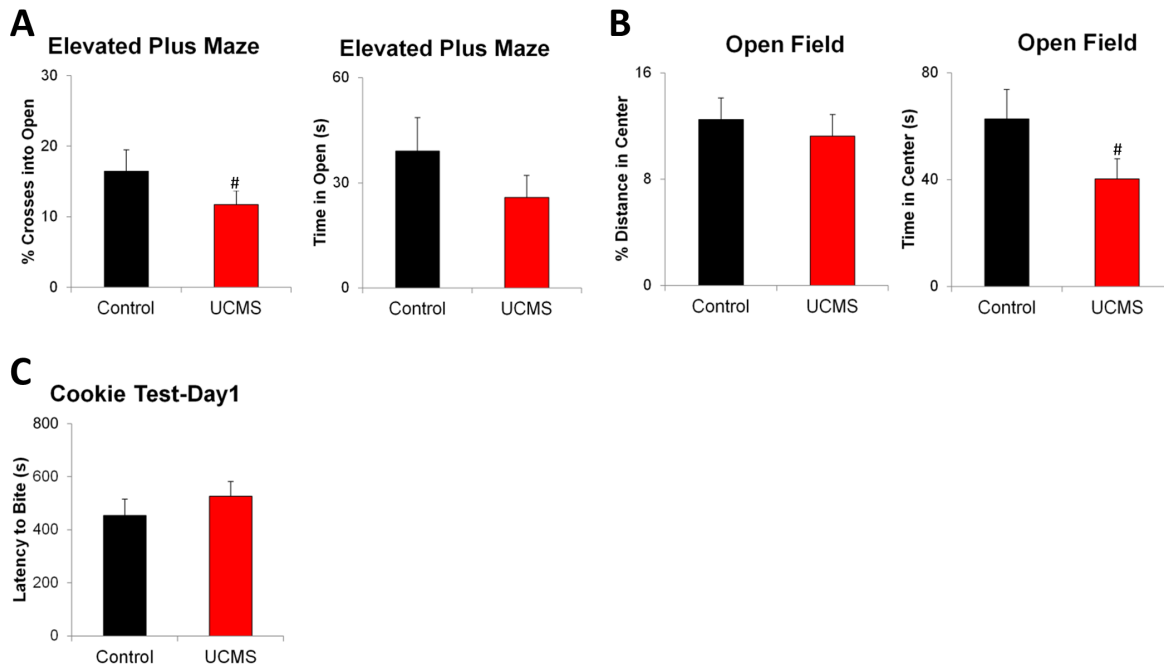 A
Elevated Plus Maze
% Crosses into Open
30
20
10
0
#
Control
UCMS
Elevated Plus Maze
Time in Open (s)
60
30
0
Control
UCMS
B
Open Field
% Distance in Center
16
8
0
Control
UCMS
Open Field
Time in Center (s)
80
40
0
#
Control
UCMS
C
Cookie Test-Day1
Latency to Bite (s)
800
600
400
200
0
Control
UCMS